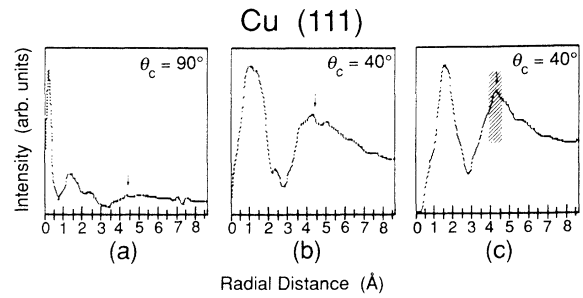 Cu (111)
Intensity (arb. units)
θc = 90°
θc = 40°
θc = 40°
0 1 2 3 4 5 6 7 8
0 1 2 3 4 5 6 7 8
0 1 2 3 4 5 6 7 8
(a)
(b)
(c)
Radial Distance (Å)